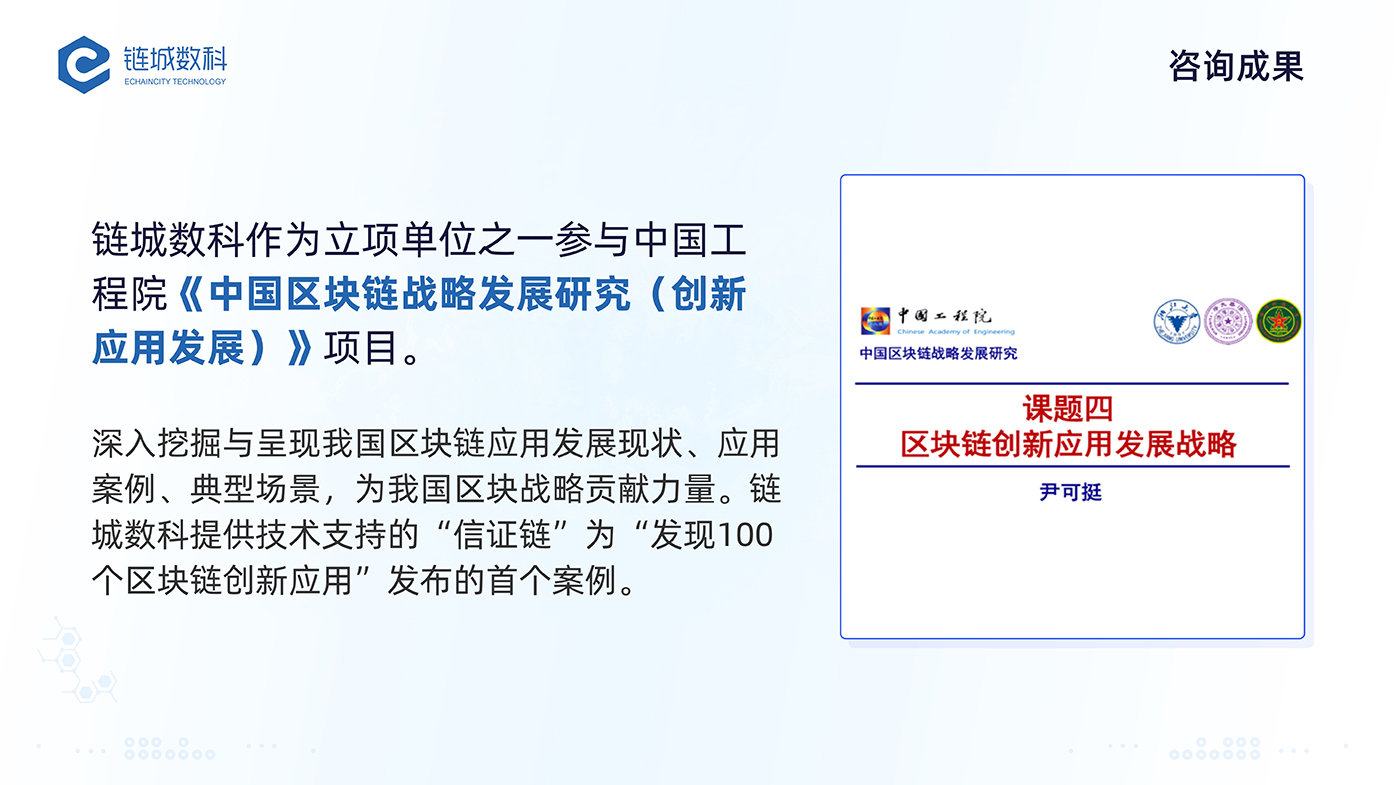 链城数科
ECHAINCITY TECHNOLOGY
咨询成果
链城数科作为立项单位之一参与中国工
程院《中国区块链战略发展研究（创新
应用发展）》项目。
深入挖掘与呈现我国区块链应用发展现状、应用
案例、典型场景，为我国区块战略贡献力量。链
城数科提供技术支持的“信证链”为“发现100
个区块链创新应用”发布的首个案例。
中国工程院
Chinese Academy of Engineering
中国区块链战略发展研究
课题四
区块链创新应用发展战略
尹可挺